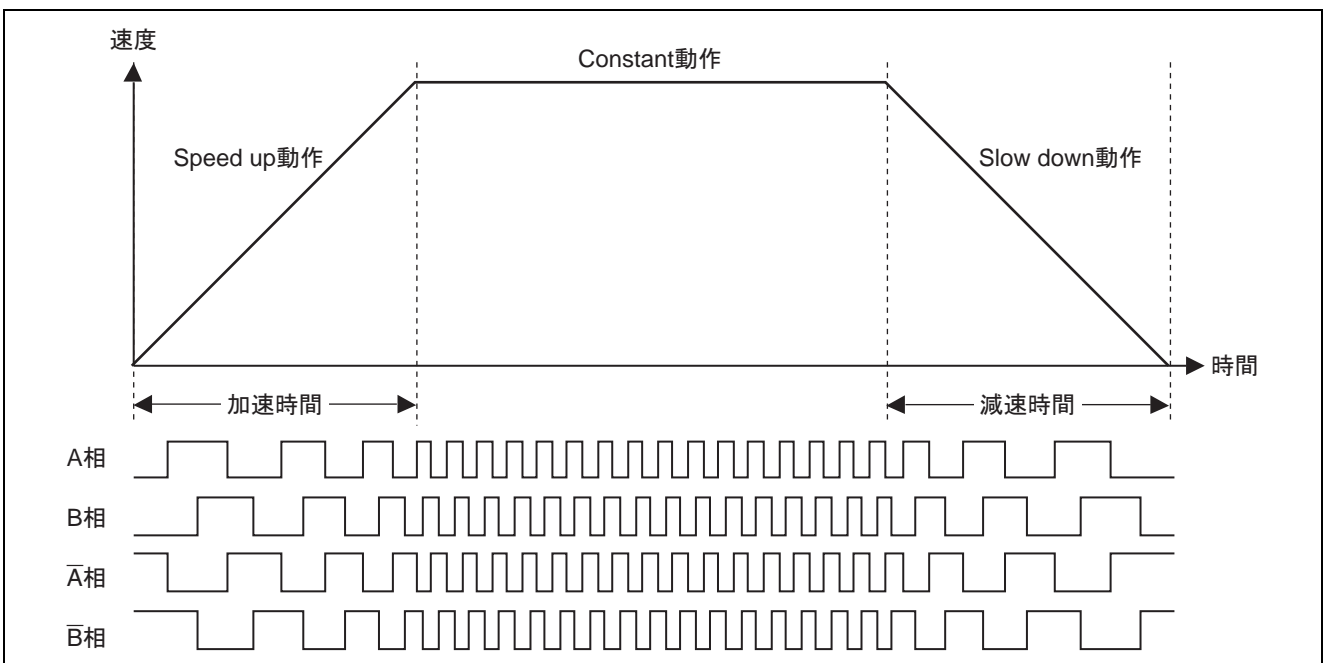 速度
Constant動作
Speed up動作
Slow down動作
時間
加速時間
減速時間
A相
B相
A̅相
B̅相